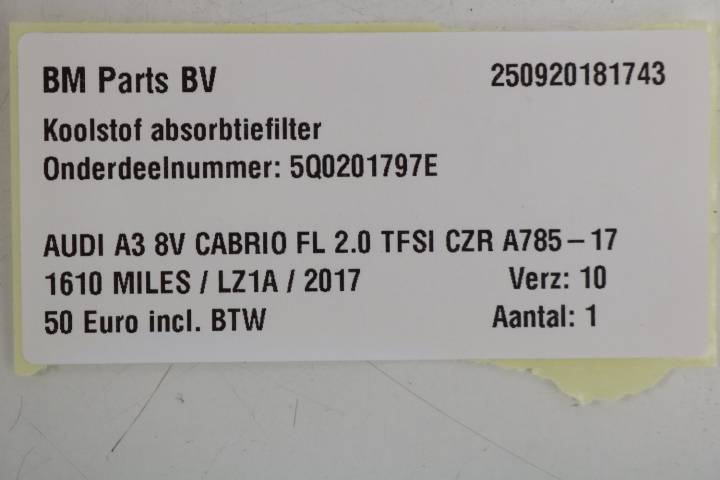 BM Parts BV 250920181743
Koolstof absorbtiefilter
Onderdeelnummer: 5Q0201797E
AUDI A3 8V CABRIO FL 2.0 TFSI CZR A785-17
1610 MILES / LZ1A / 2017 Verz: 10
50 Euro incl. BTW Aantal: 1